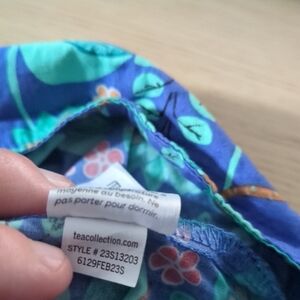 moyenne au besoin. Ne
pas porter pour dormir.
teacollection.com
STYLE # 23S13203
6129FEB23S